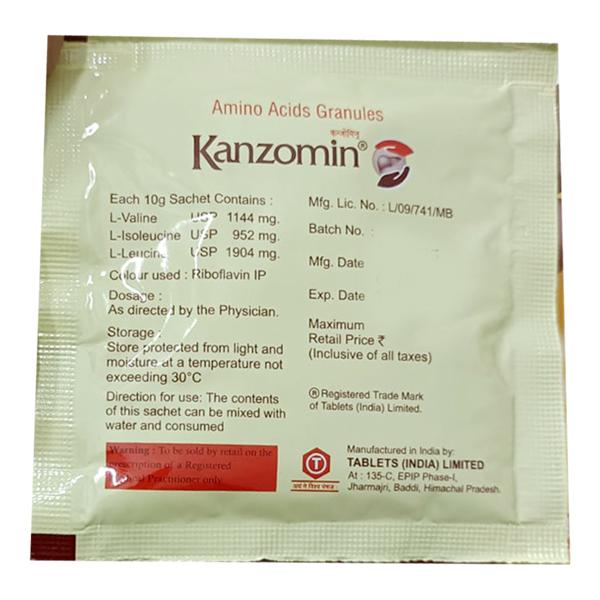 Amino Acids Granules
कान्ज़ोमिन
Kanzomin®
Each 10g Sachet Contains :
L-Valine USP 1144 mg.
L-Isoleucine USP 952 mg.
L-Leucine USP 1904 mg.
Colour used : Riboflavin IP
Dosage :
As directed by the Physician.
Storage :
Store protected from light and
moisture at a temperature not
exceeding 30°C
Direction for use: The contents
of this sachet can be mixed with
water and consumed
Warning : To be sold by retail on the
prescription of a Registered
Medical Practitioner only
Mfg. Lic. No. : L/09/741/MB
Batch No. :
Mfg. Date
Exp. Date
Maximum
Retail Price ₹
(Inclusive of all taxes)
® Registered Trade Mark
of Tablets (India) Limited.
T
Manufactured in India by:
TABLETS (INDIA) LIMITED
At : 135-C, EPIP Phase-I,
Jharmajri, Baddi, Himachal Pradesh.